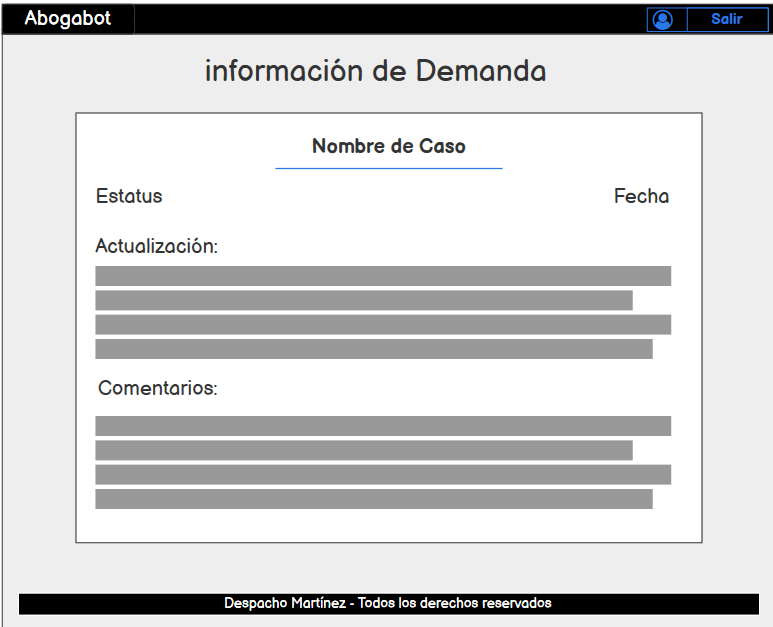 Abogabot
Salir
información de Demanda
Nombre de Caso
Estatus
Fecha
Actualización:
Comentarios:
Despacho Martínez - Todos los derechos reservados